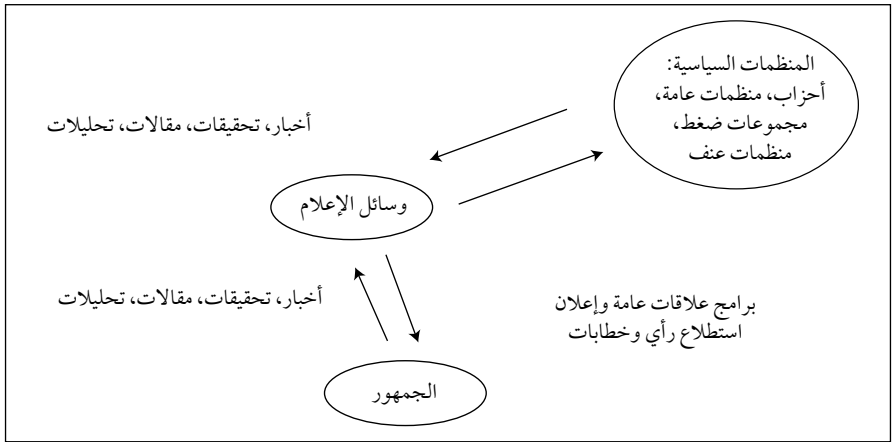 المنظمات السياسية:
أحزاب، منظمات عامة،
مجموعات ضغط،
منظمات عنف
أخبار، تحقيقات، مقالات، تحليلات
وسائل الإعلام
برامج علاقات عامة وإعلان
استطلاع رأي وخطابات
أخبار، تحقيقات، مقالات، تحليلات
الجمهور